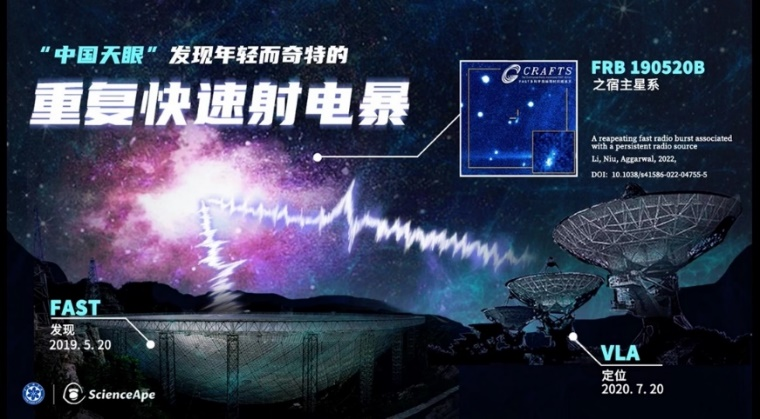 “中国天眼”发现年轻而奇特的
重复快速射电暴
CRAFTS
FRB 190520B
之宿主星系
A reapeating fast radio burst associated
with a persistent radio source
Li, Niu, Aggarwal, 2022,
DOI: 10.1038/s41586-022-04755-5
FAST
发现
2019.5.20
VLA
定位
2020.7.20
ScienceApe